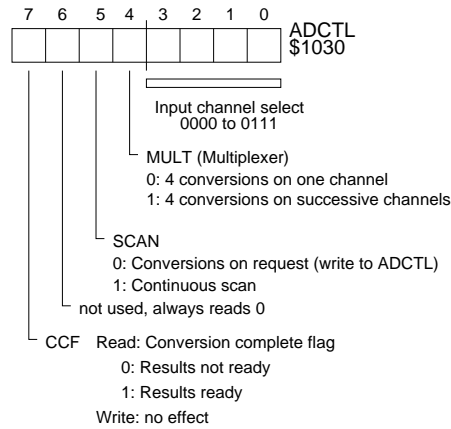 7 6 5 4 3 2 1 0
ADCTL
$1030
Input channel select
0000 to 0111
MULT (Multiplexer)
0: 4 conversions on one channel
1: 4 conversions on successive channels
SCAN
0: Conversions on request (write to ADCTL)
1: Continuous scan
not used, always reads 0
CCF Read: Conversion complete flag
0: Results not ready
1: Results ready
Write: no effect